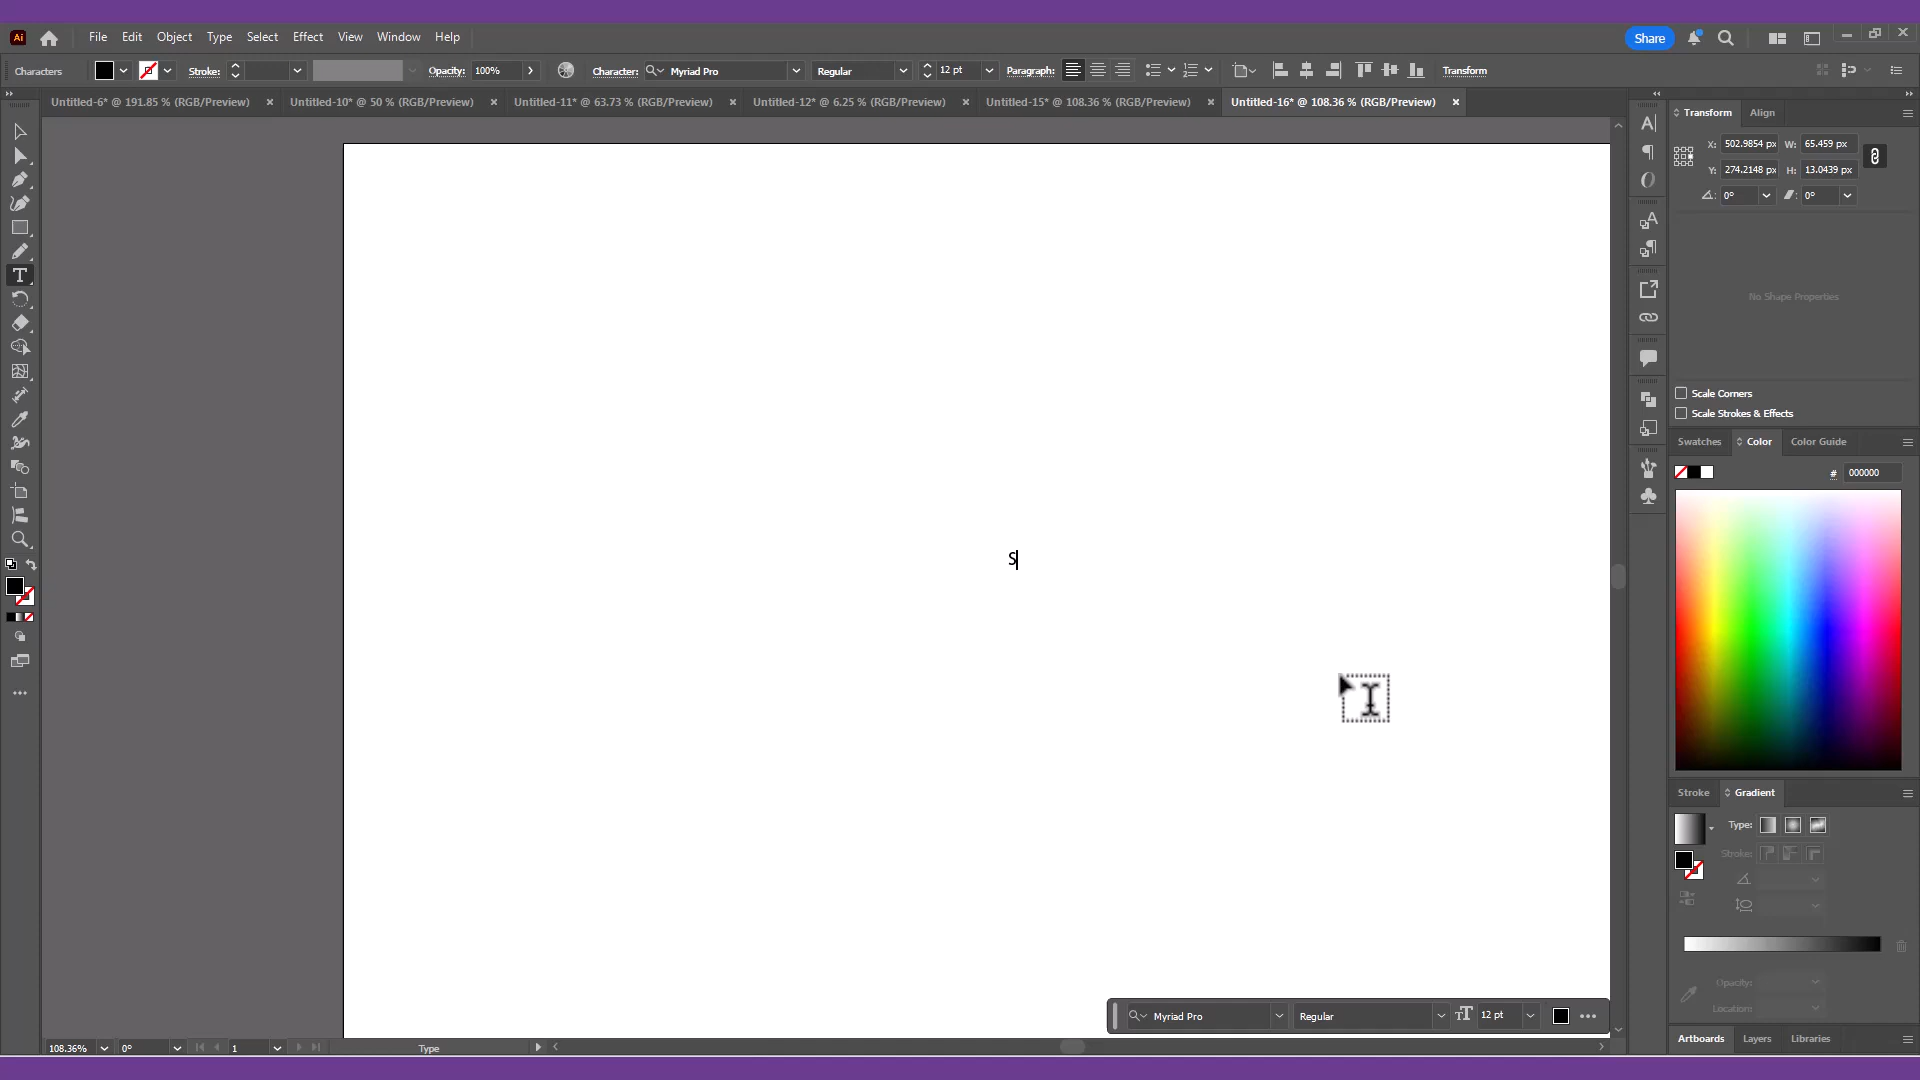 Ai File Edit Object Type Select Effect View Window Help Share
Characters Stroke: Opacity: 100% Character: Myriad Pro Regular 12 pt Paragraph: Transform
Untitled-6* @ 191.85 % (RGB/Preview) Untitled-10* @ 50 % (RGB/Preview) Untitled-11* @ 63.73 % (RGB/Preview) Untitled-12* @ 6.25 % (RGB/Preview) Untitled-15* @ 108.36 % (RGB/Preview) Untitled-16* @ 108.36 % (RGB/Preview)
Transform Align
X: 502.9854 px W: 65.459 px
Y: 274.2148 px H: 13.0439 px
0° 0°
No Shape Properties
Scale Corners
Scale Strokes & Effects
Swatches Color Color Guide
# 000000
S
Stroke Gradient
Type:
Stroke:
Opacity:
Location:
Myriad Pro Regular 12 pt
Artboards Layers Libraries
108.36% 0° 1 Type